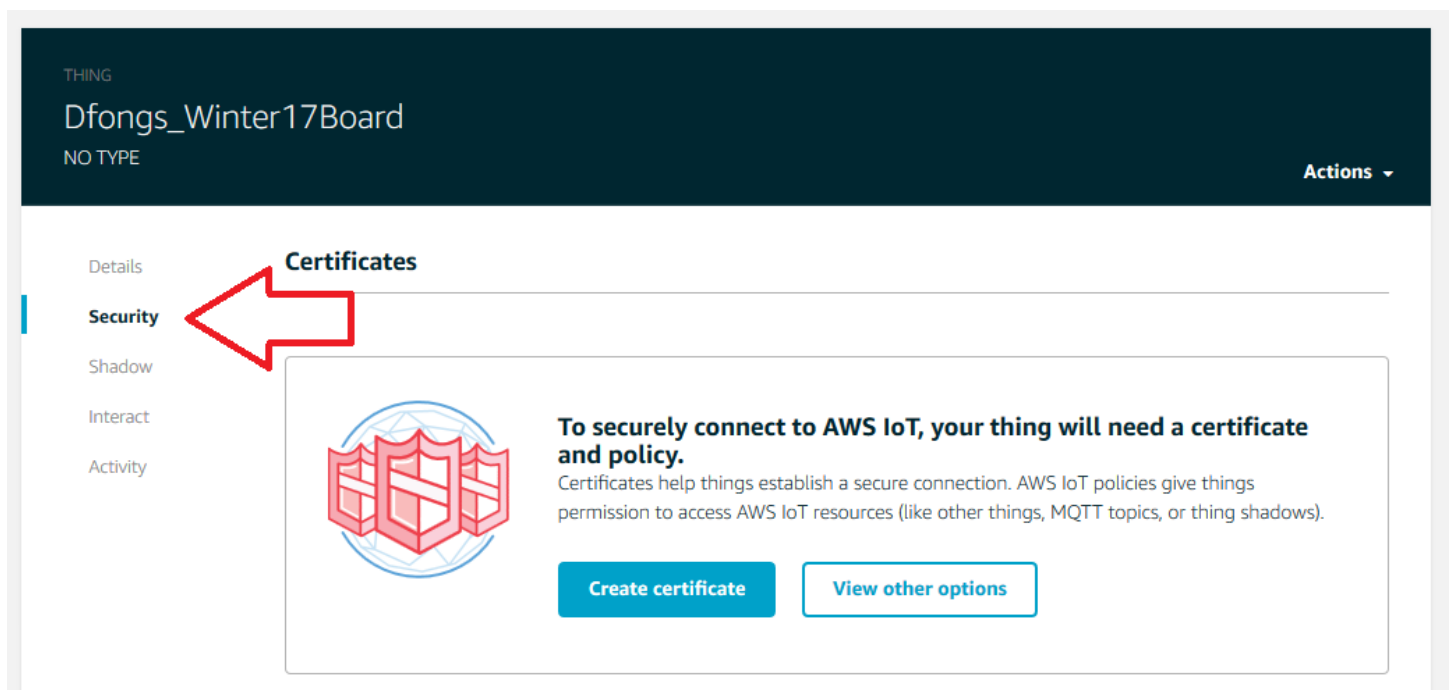 THING
Dfongs_Winter17Board
NO TYPE
Actions
Details
Security
Shadow
Interact
Activity
Certificates
To securely connect to AWS IoT, your thing will need a certificate
and policy.
Certificates help things establish a secure connection. AWS IoT policies give things
permission to access AWS IoT resources (like other things, MQTT topics, or thing shadows).
Create certificate
View other options